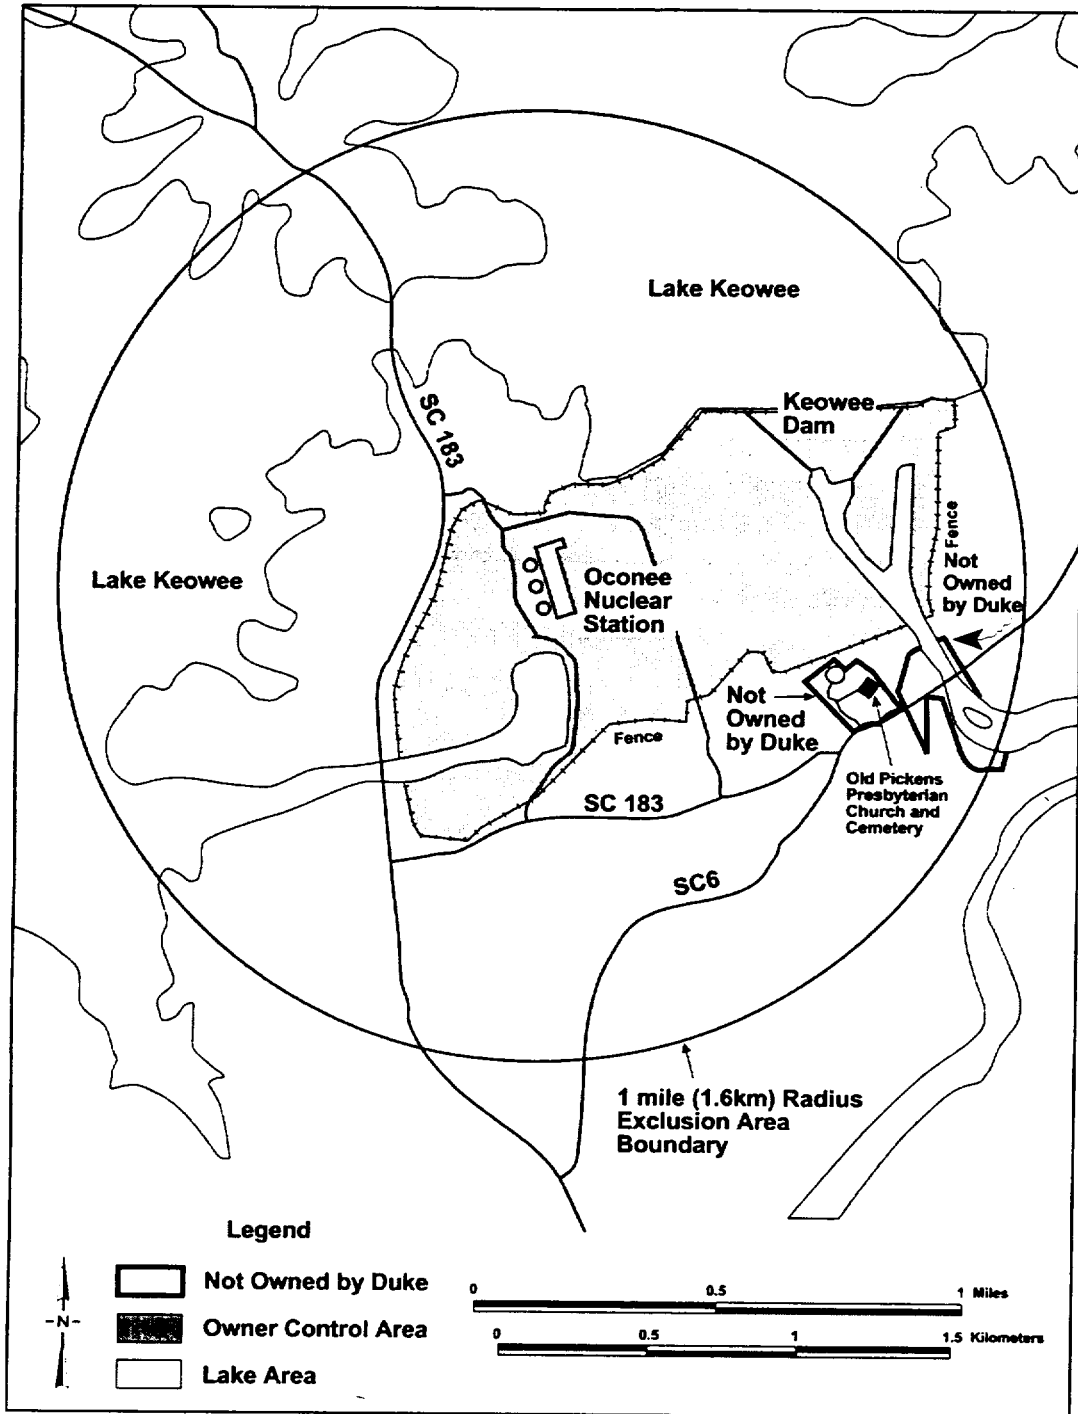 Lake Keowee
SC 183
Keowee
Dam
Fence
Not
Owned
by Duke
Lake Keowee
Oconee
Nuclear
Station
Not
Owned
by Duke
Fence
Old Pickens
Presbyterian
Church and
Cemetery
SC 183
SC6
1 mile (1.6km) Radius
Exclusion Area
Boundary
Legend
Not Owned by Duke
Owner Control Area
Lake Area
-N-
0 0.5 1 Miles
0 0.5 1 1.5 Kilometers